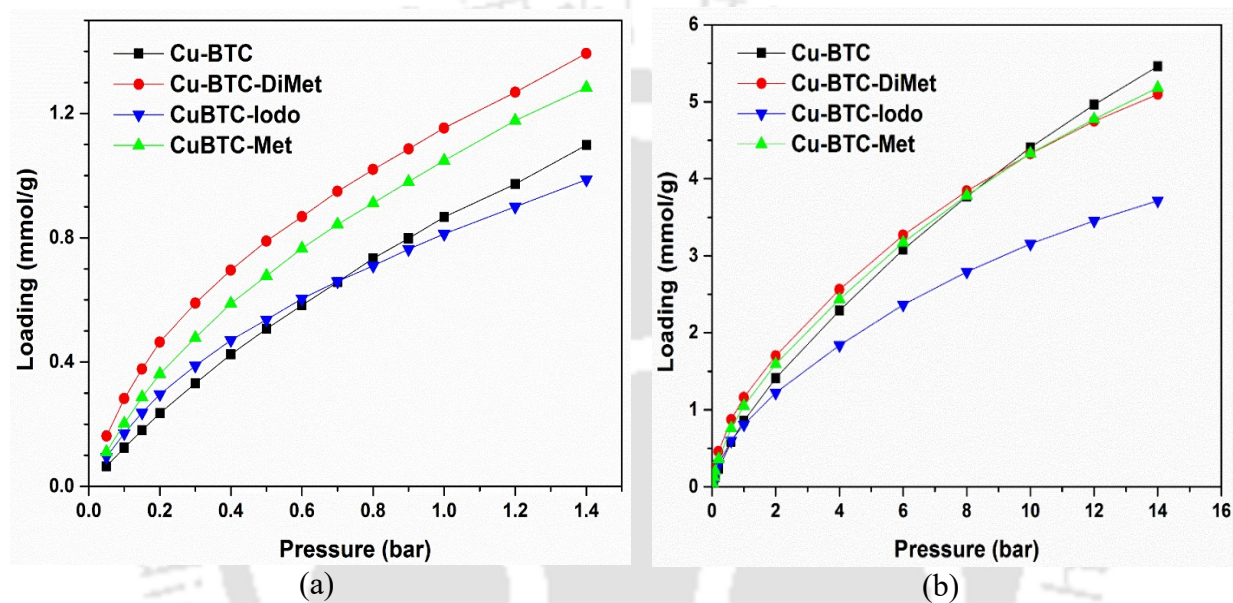 Cu-BTC
Cu-BTC-DiMet
CuBTC-Iodo
CuBTC-Met
Loading (mmol/g)
1.2
0.8
0.4
0.0
0.0 0.2 0.4 0.6 0.8 1.0 1.2 1.4
Pressure (bar)
(a)
Cu-BTC
Cu-BTC-DiMet
Cu-BTC-Iodo
Cu-BTC-Met
Loading (mmol/g)
6
5
4
3
2
1
0
0 2 4 6 8 10 12 14 16
Pressure (bar)
(b)